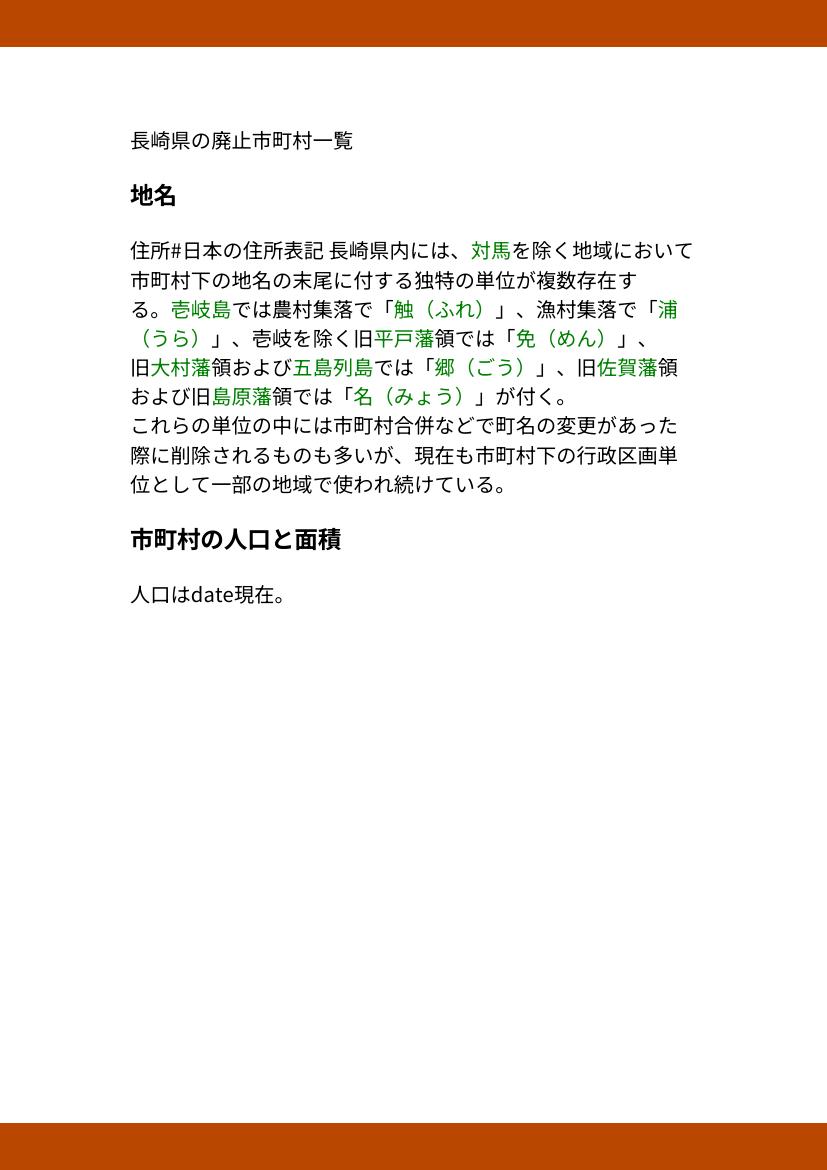 長崎県の廃止市町村一覧
地名
住所#日本の住所表記 長崎県内には、対馬を除く地域において
市町村下の地名の末尾に付する独特の単位が複数存在す
る。壱岐島では農村集落で「触（ふれ）」、漁村集落で「浦
（うら）」、壱岐を除く旧平戸藩領では「免（めん）」、
旧大村藩領および五島列島では「郷（ごう）」、旧佐賀藩領
および旧島原藩領では「名（みょう）」が付く。
これらの単位の中には市町村合併などで町名の変更があった
際に削除されるものも多いが、現在も市町村下の行政区画単
位として一部の地域で使われ続けている。
市町村の人口と面積
人口はdate現在。